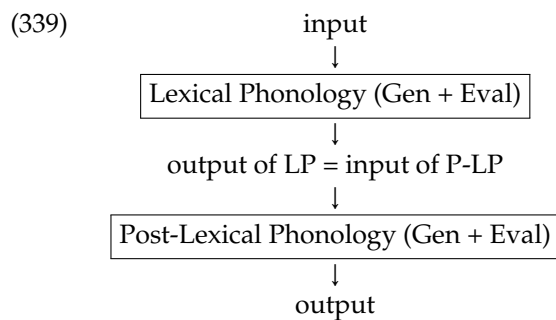 (339) input
Lexical Phonology (Gen + Eval)
output of LP = input of P-LP
Post-Lexical Phonology (Gen + Eval)
output